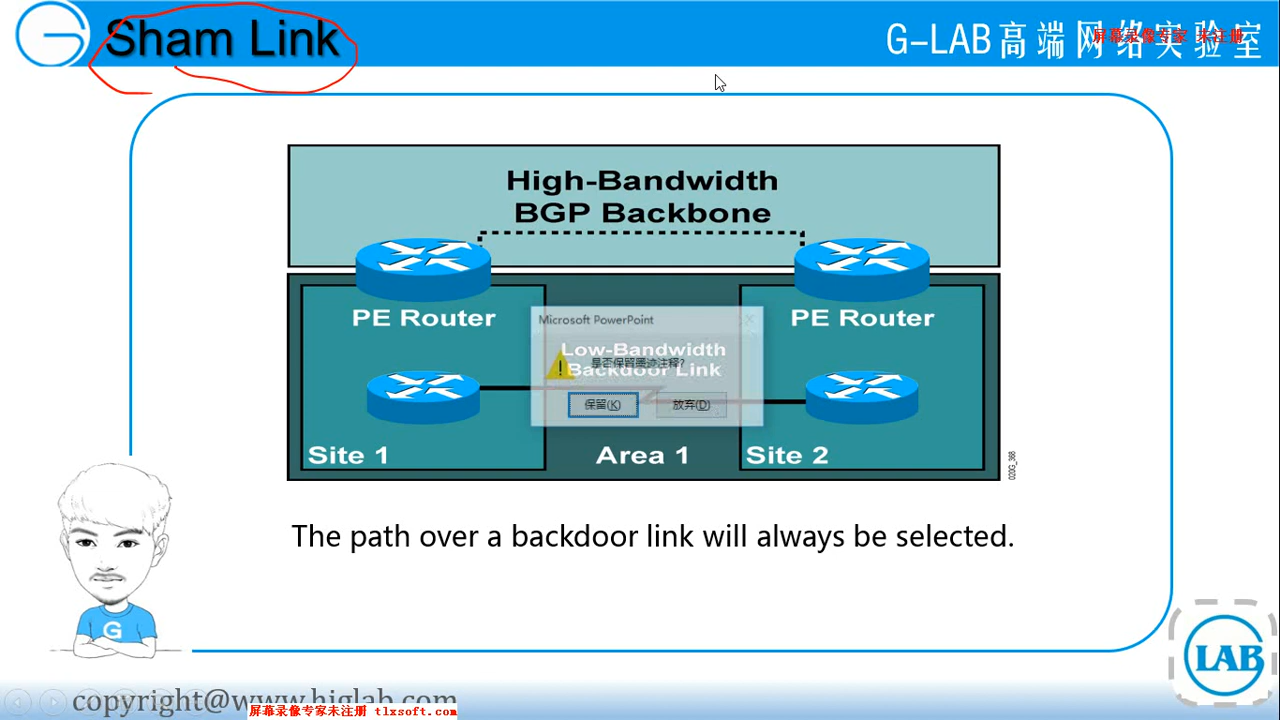 Sham Link
G-LAB高端网络实验室
屏幕录像专家 未注册
High-Bandwidth
BGP Backbone
PE Router
PE Router
Microsoft PowerPoint
Low-Bandwidth
是否保留墨迹注释?
Backdoor Link
保留(K)
放弃(D)
Site 1
Area 1
Site 2
020G_368
The path over a backdoor link will always be selected.
G
LAB
copyright@www.higlab.com
屏幕录像专家未注册 tlxsoft.com